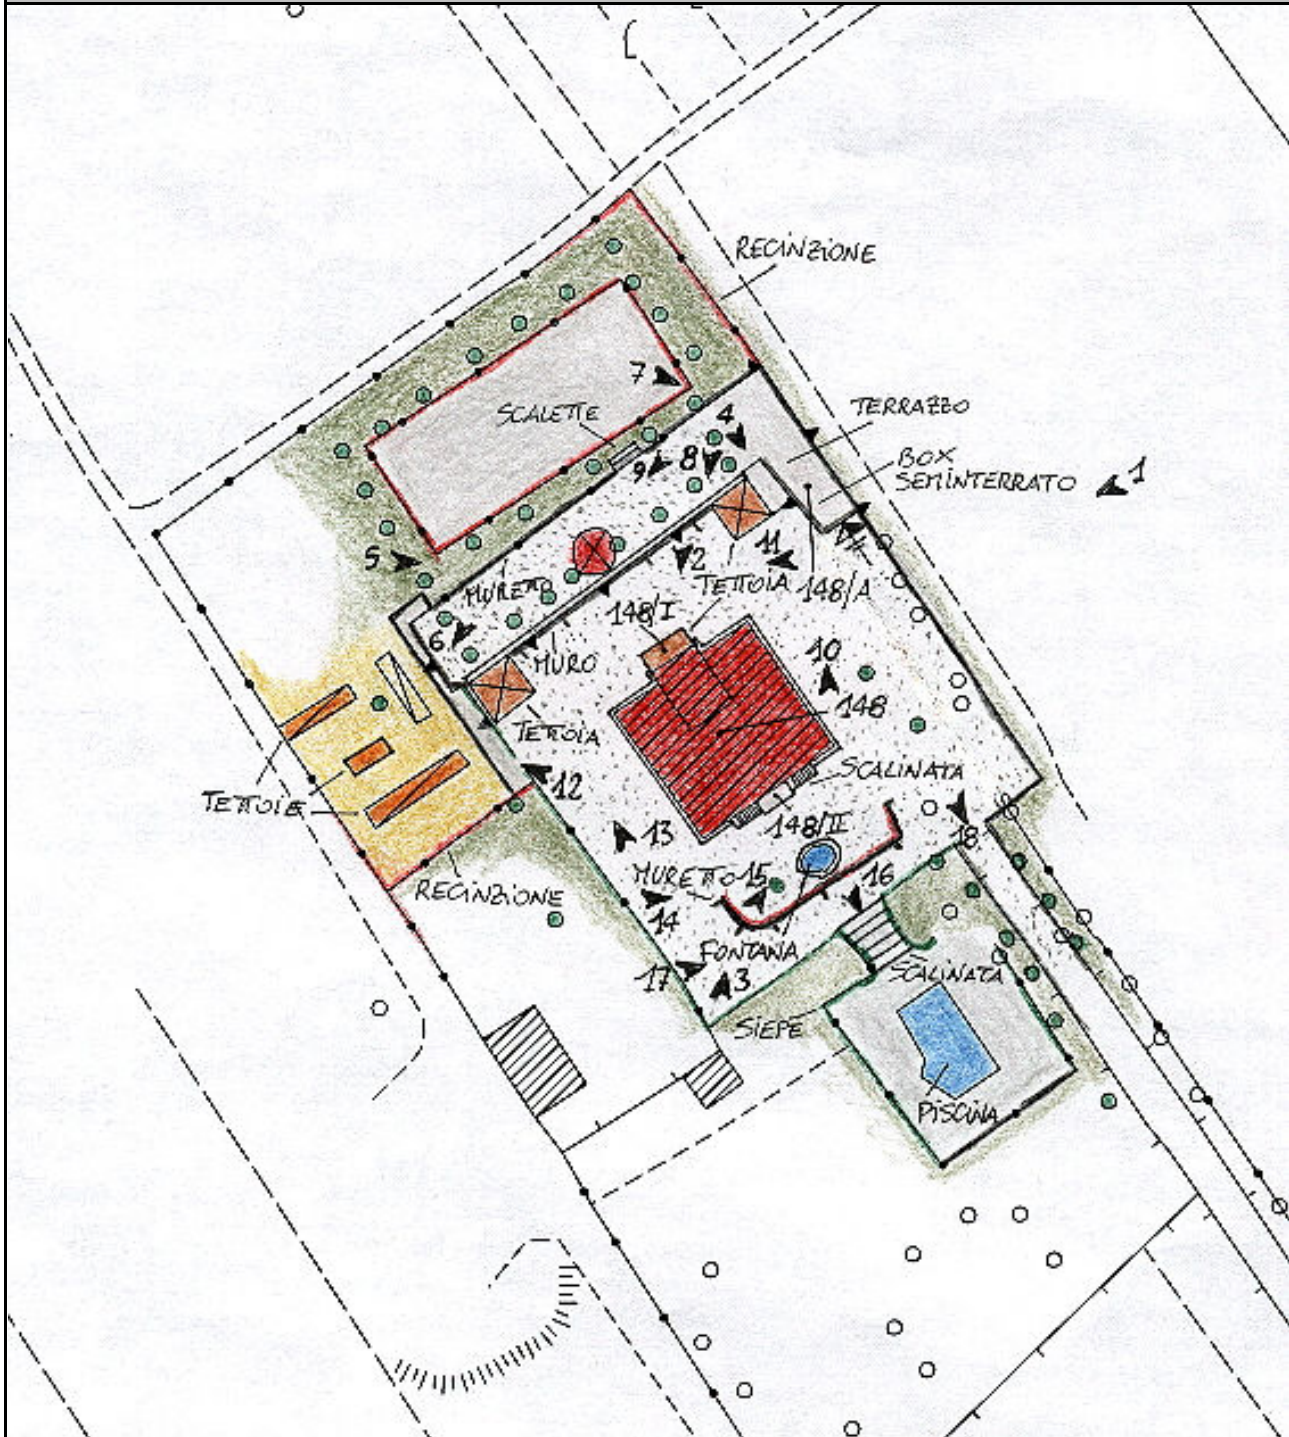 RECINZIONE
7
SCALETTE
4
TERRAZZO
9
8
BOX
SEMINTERRATO
1
5
2
11
MURETTO
TETTOIA
148/A
148/I
6
MURO
10
148
TETTOIA
SCALINATA
12
TETTOIE
148/II
13
18
MURETTO
15
16
RECINZIONE
14
FONTANA
17
3
SCALINATA
SIEPE
PISCINA